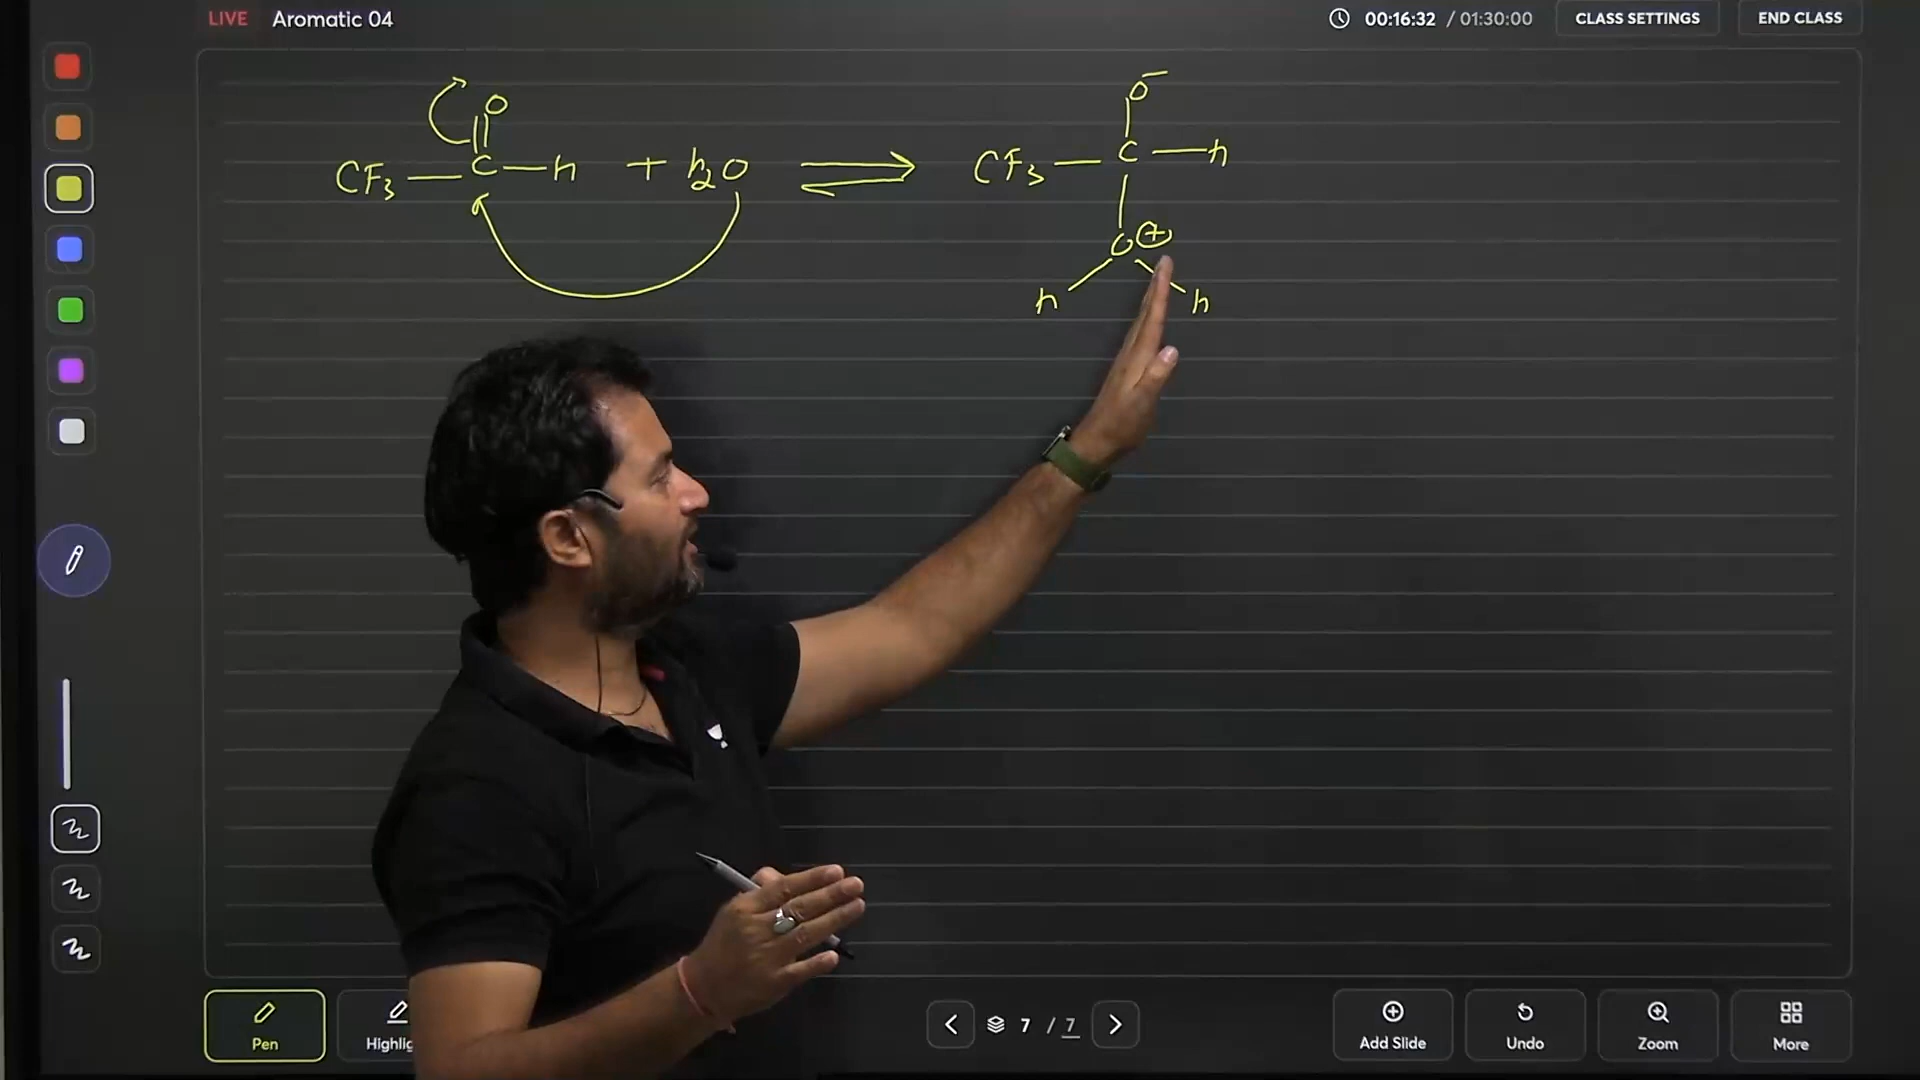 LIVE Aromatic 04 00:16:32 / 01:30:00 CLASS SETTINGS END CLASS
O O⁻
CF₃ — C — h + h₂O ⇌ CF₃ — C — h
O ⊕
h h
Pen Highlig 7 / 7 Add Slide Undo Zoom More